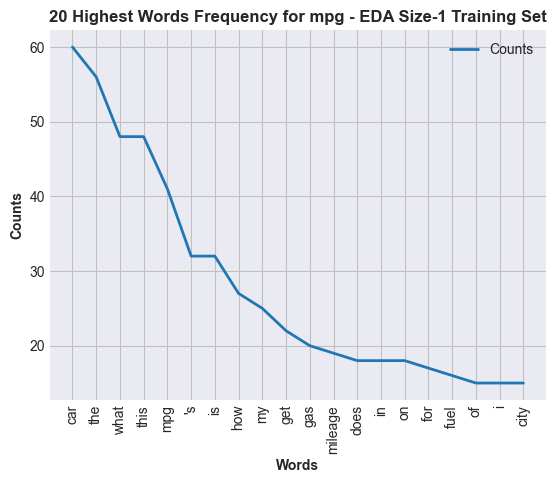 20 Highest Words Frequency for mpg - EDA Size-1 Training Set
Counts
60
50
40
30
20
Counts
car
the
what
this
mpg
's
is
how
my
get
gas
mileage
does
in
on
for
fuel
of
i
city
Words